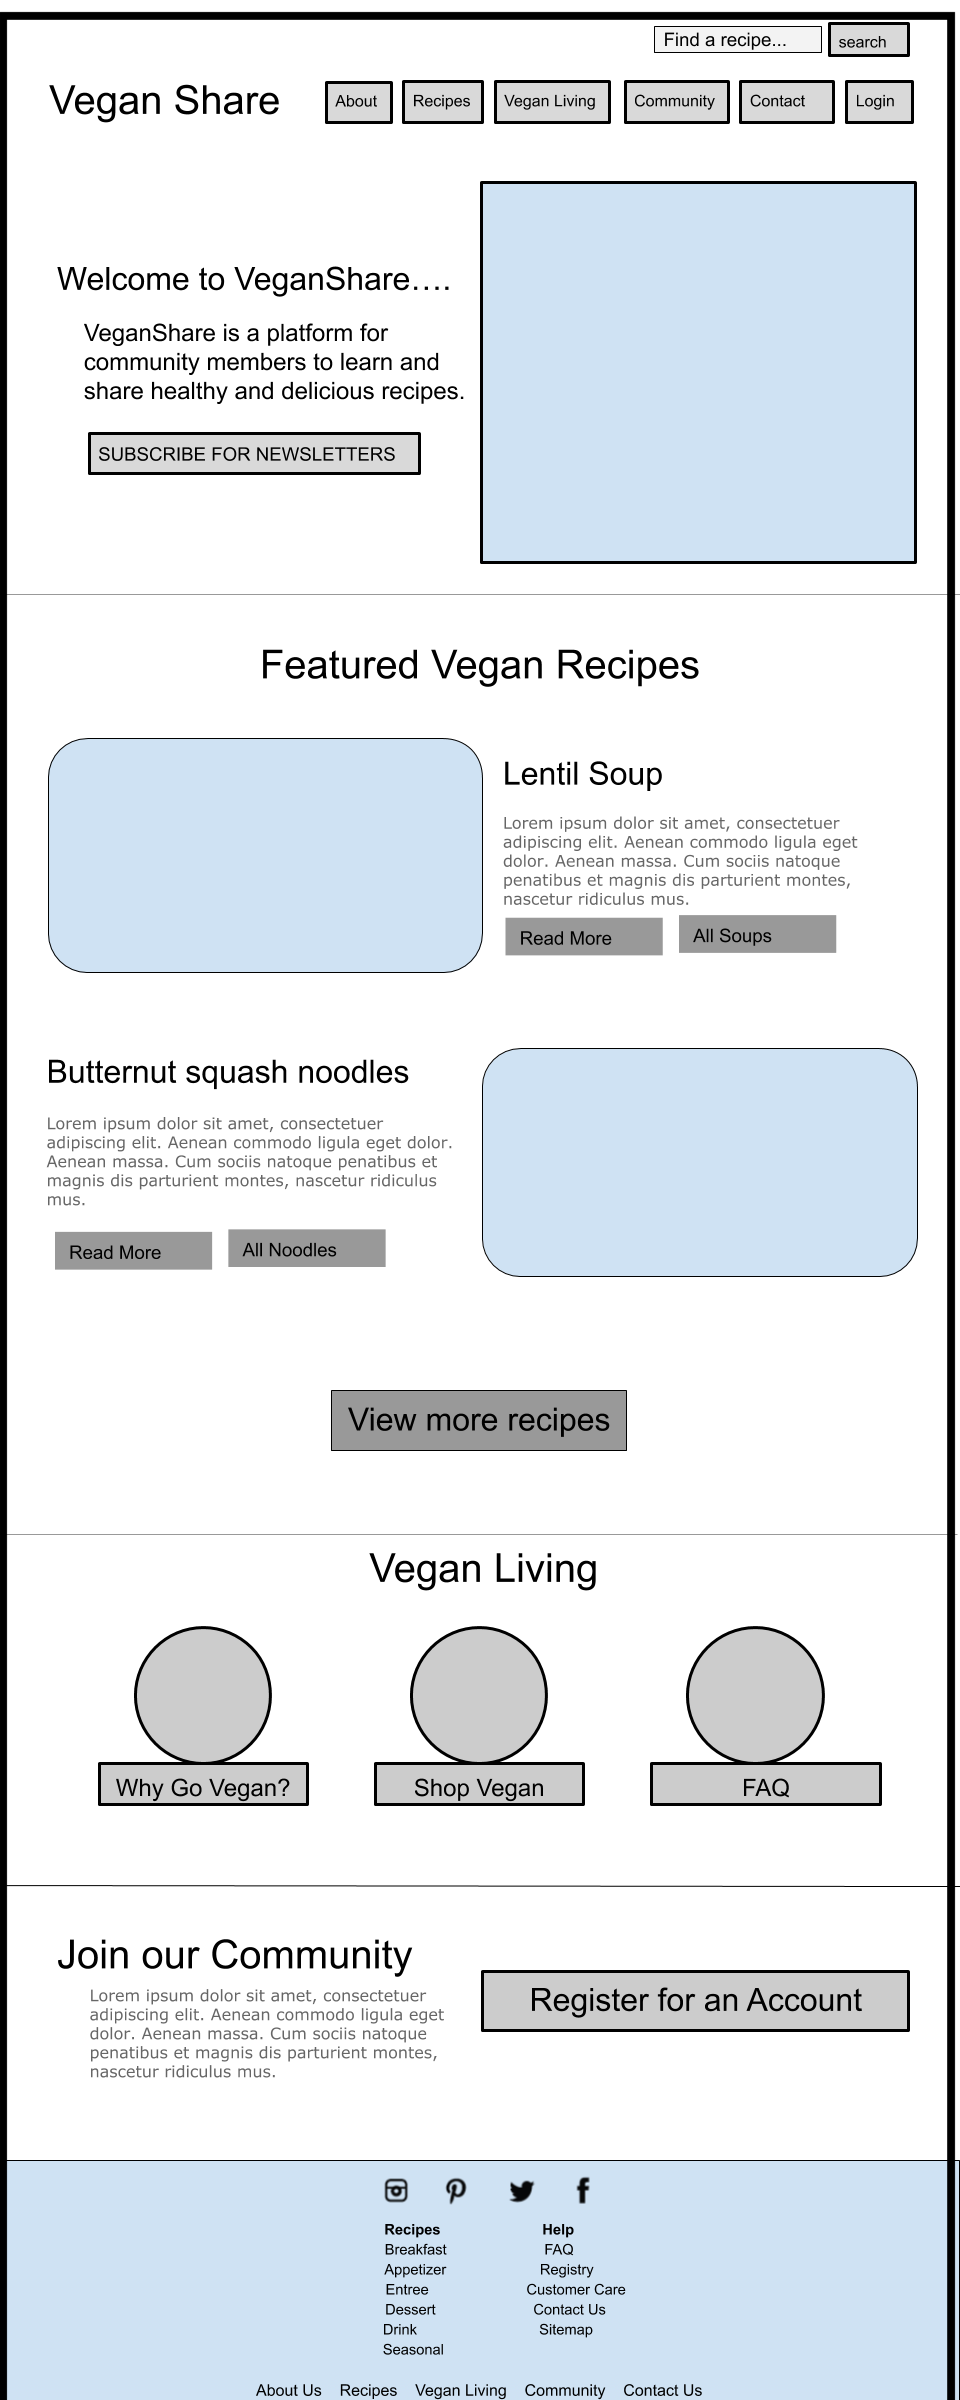 Find a recipe...
search
Vegan Share
About
Recipes
Vegan Living
Community
Contact
Login
Welcome to VeganShare….
VeganShare is a platform for
community members to learn and
share healthy and delicious recipes.
SUBSCRIBE FOR NEWSLETTERS
Featured Vegan Recipes
Lentil Soup
Lorem ipsum dolor sit amet, consectetuer
adipiscing elit. Aenean commodo ligula eget
dolor. Aenean massa. Cum sociis natoque
penatibus et magnis dis parturient montes,
nascetur ridiculus mus.
Read More
All Soups
Butternut squash noodles
Lorem ipsum dolor sit amet, consectetuer
adipiscing elit. Aenean commodo ligula eget dolor.
Aenean massa. Cum sociis natoque penatibus et
magnis dis parturient montes, nascetur ridiculus
mus.
Read More
All Noodles
View more recipes
Vegan Living
Why Go Vegan?
Shop Vegan
FAQ
Join our Community
Lorem ipsum dolor sit amet, consectetuer
adipiscing elit. Aenean commodo ligula eget
dolor. Aenean massa. Cum sociis natoque
penatibus et magnis dis parturient montes,
nascetur ridiculus mus.
Register for an Account
Recipes
Breakfast
Appetizer
Entree
Dessert
Drink
Seasonal
Help
FAQ
Registry
Customer Care
Contact Us
Sitemap
About Us Recipes Vegan Living Community Contact Us